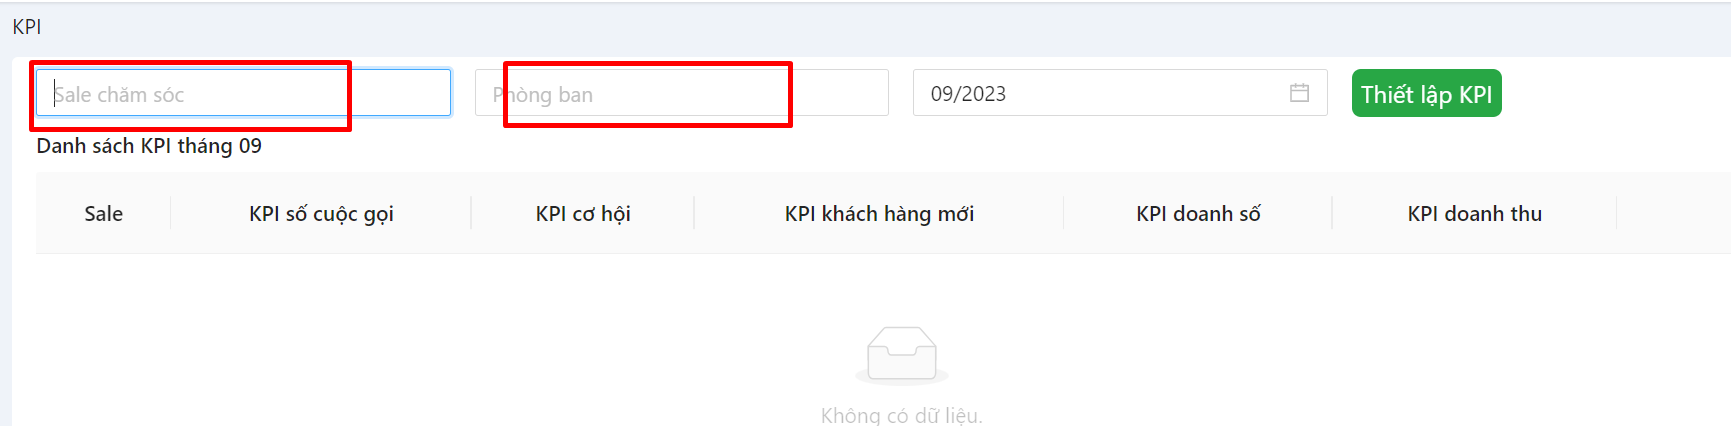 KPI
Sale chăm sóc Phòng ban 09/2023 Thiết lập KPI
Danh sách KPI tháng 09
Sale KPI số cuộc gọi KPI cơ hội KPI khách hàng mới KPI doanh số KPI doanh thu
Không có dữ liệu.